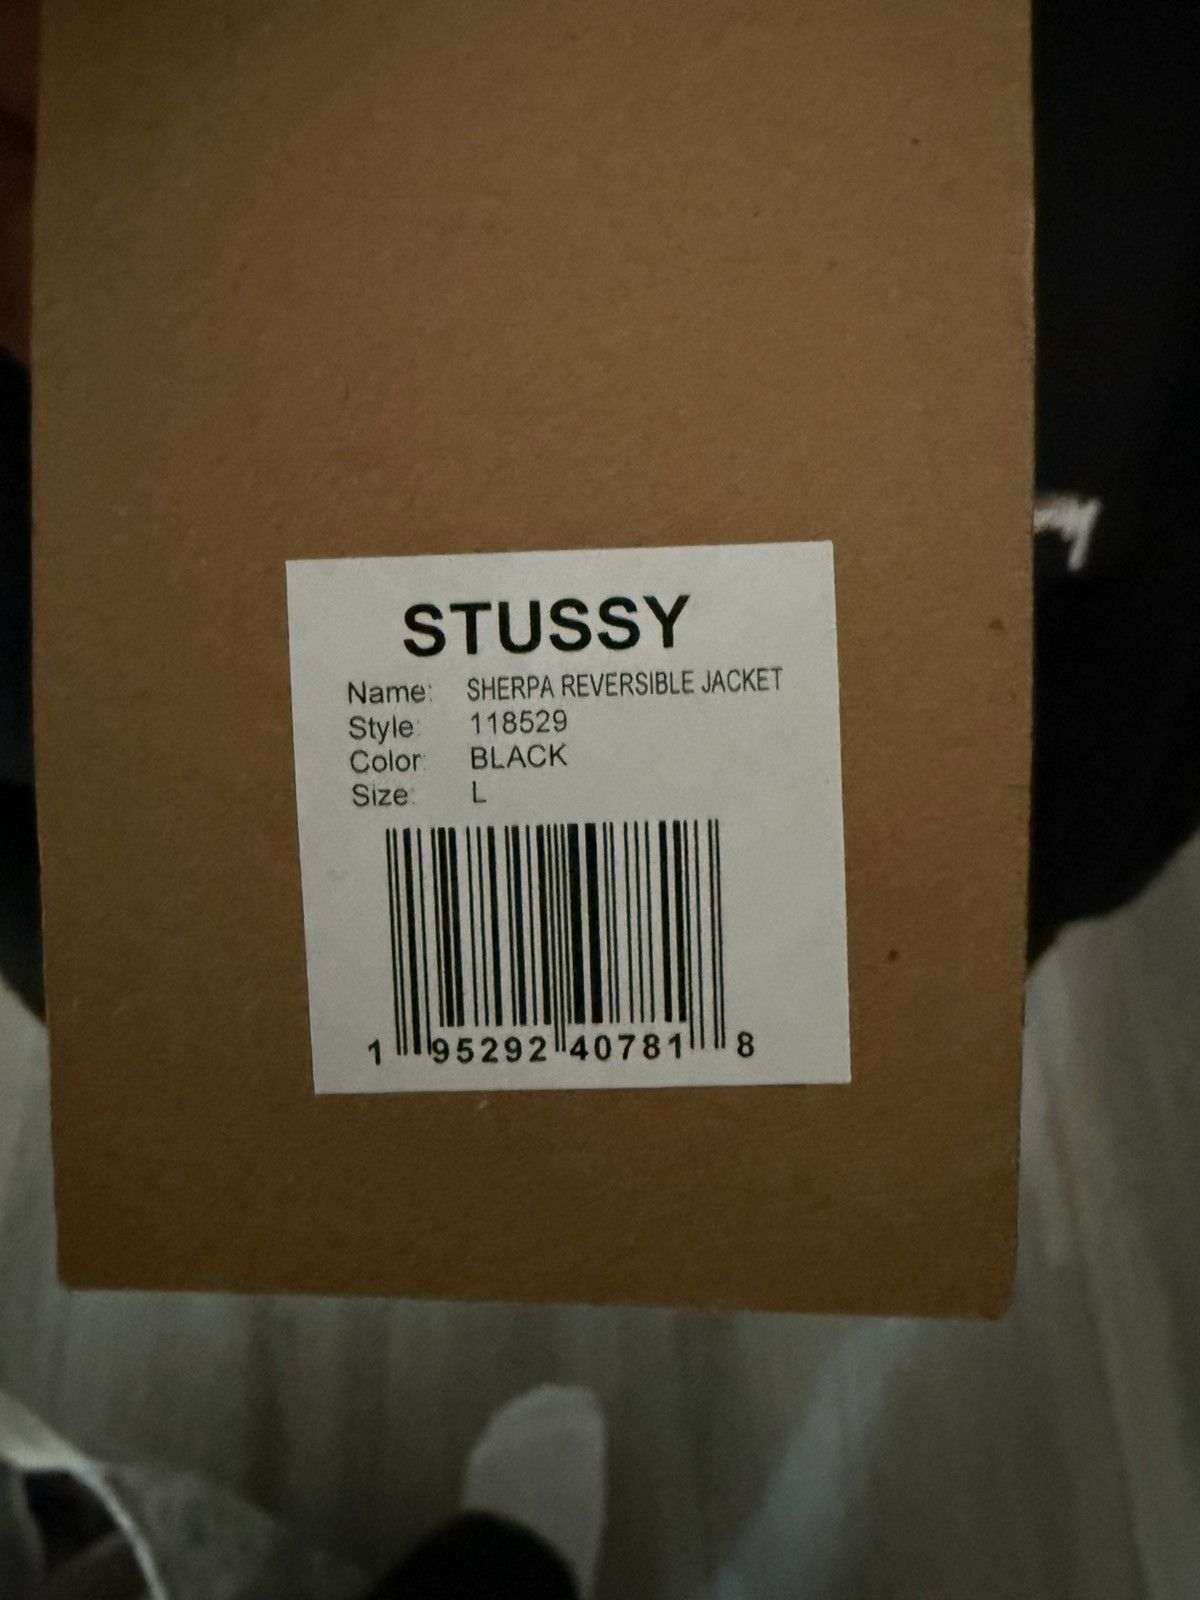 STUSSY
Name: SHERPA REVERSIBLE JACKET
Style: 118529
Color: BLACK
Size: L
1 95292 40781 8